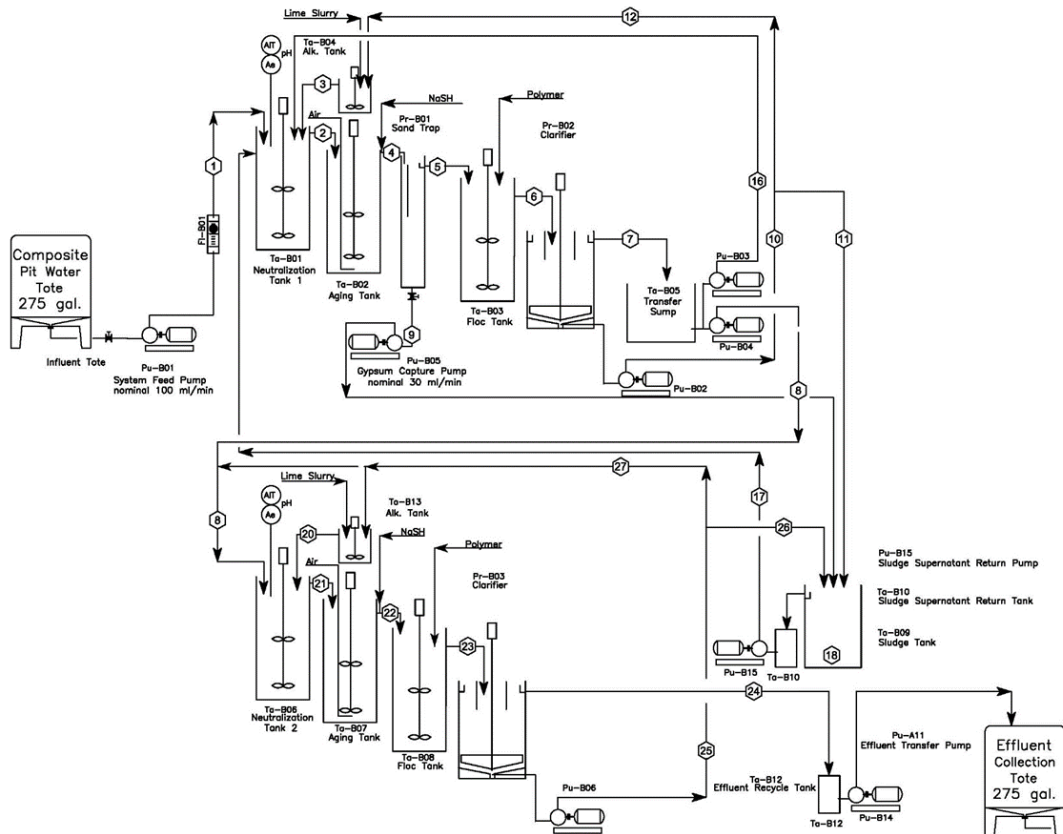 Lime Slurry
12
AIT
pH
Ae
Ta-B04
Alk. Tank
3
NaSH
Polymer
Air
Pr-B01
Sand Trap
Pr-B02
Clarifier
1
2
4
5
6
7
16
10
11
FI-B01
Composite
Pit Water
Tote
275 gal.
Influent Tote
Pu-B01
System Feed Pump
nominal 100 ml/min
Ta-B01
Neutralization
Tank 1
Ta-B02
Aging Tank
Ta-B03
Floc Tank
Ta-B05
Transfer
Sump
Pu-B03
Pu-B04
9
Pu-B05
Gypsum Capture Pump
nominal 30 ml/min
Pu-B02
8
27
17
26
Lime Slurry
AIT
pH
Ae
Ta-B13
Alk. Tank
8
20
NaSH
Polymer
Air
Pr-B03
Clarifier
21
22
23
Pu-B15
Sludge Supernatant Return Pump
Ta-B10
Sludge Supernatant Return Tank
Ta-B09
Sludge Tank
18
Pu-B15
Ta-B10
Ta-B06
Neutralization
Tank 2
Ta-B07
Aging Tank
Ta-B08
Floc Tank
24
25
Pu-B06
Ta-B12
Effluent Recycle Tank
Pu-A11
Effluent Transfer Pump
Ta-B12
Pu-B14
Effluent
Collection
Tote
275 gal.